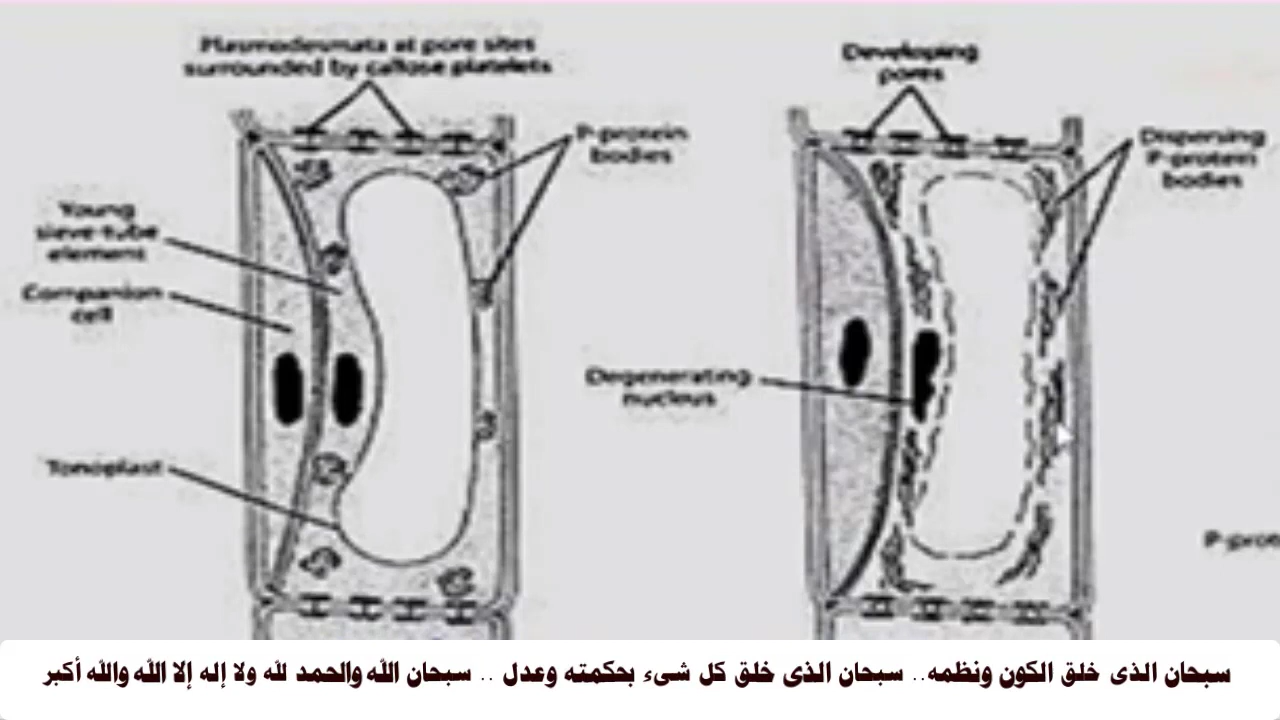 Plasmodesmata at pore sites
surrounded by callose platelets
Developing
pores
P-protein
bodies
Dispersing
P-protein
bodies
Young
sieve-tube
element
Companion
cell
Degenerating
nucleus
Tonoplast
سبحان الذى خلق الكون ونظمه.. سبحان الذى خلق كل شىء بحكمته وعدل .. سبحان الله والحمد لله ولا إله إلا الله والله أكبر